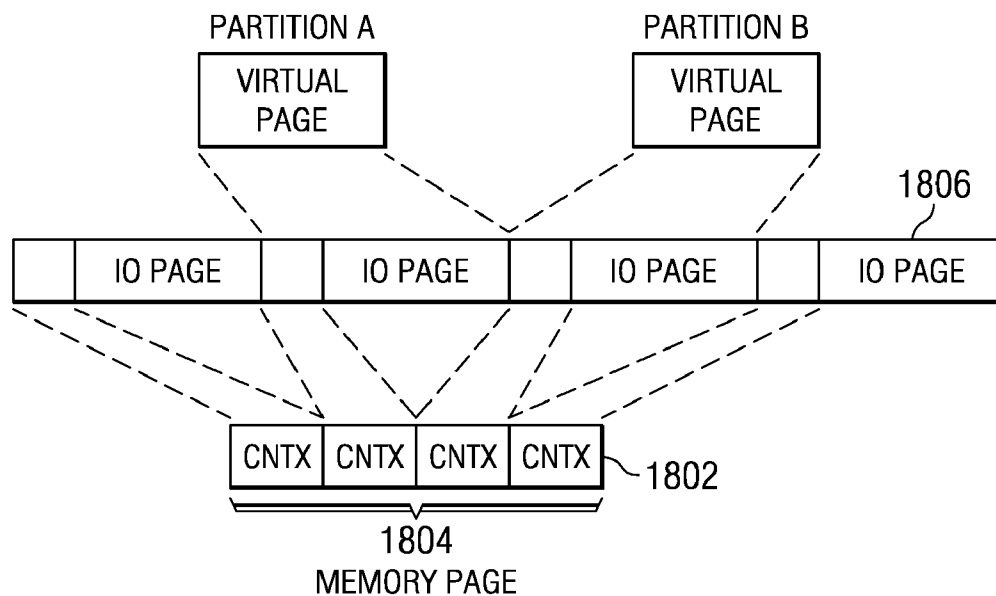 PARTITION A PARTITION B
VIRTUAL PAGE VIRTUAL PAGE
1806
IO PAGE IO PAGE IO PAGE IO PAGE
CNTX CNTX CNTX CNTX 1802
1804
MEMORY PAGE